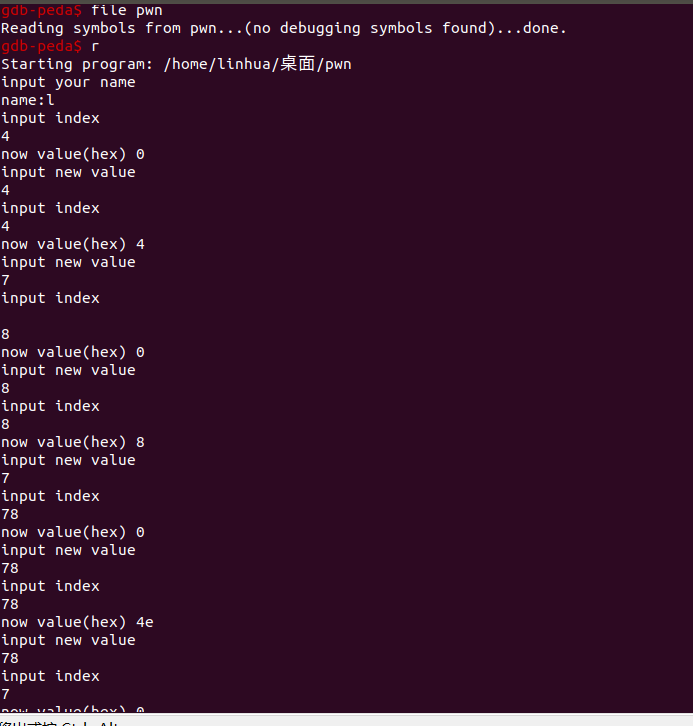 gdb-peda$ file pwn
Reading symbols from pwn...(no debugging symbols found)...done.
gdb-peda$ r
Starting program: /home/linhua/桌面/pwn
input your name
name:l
input index
4
now value(hex) 0
input new value
4
input index
4
now value(hex) 4
input new value
7
input index
8
now value(hex) 0
input new value
8
input index
8
now value(hex) 8
input new value
7
input index
78
now value(hex) 0
input new value
78
input index
78
now value(hex) 4e
input new value
78
input index
7
now value(hex) 0